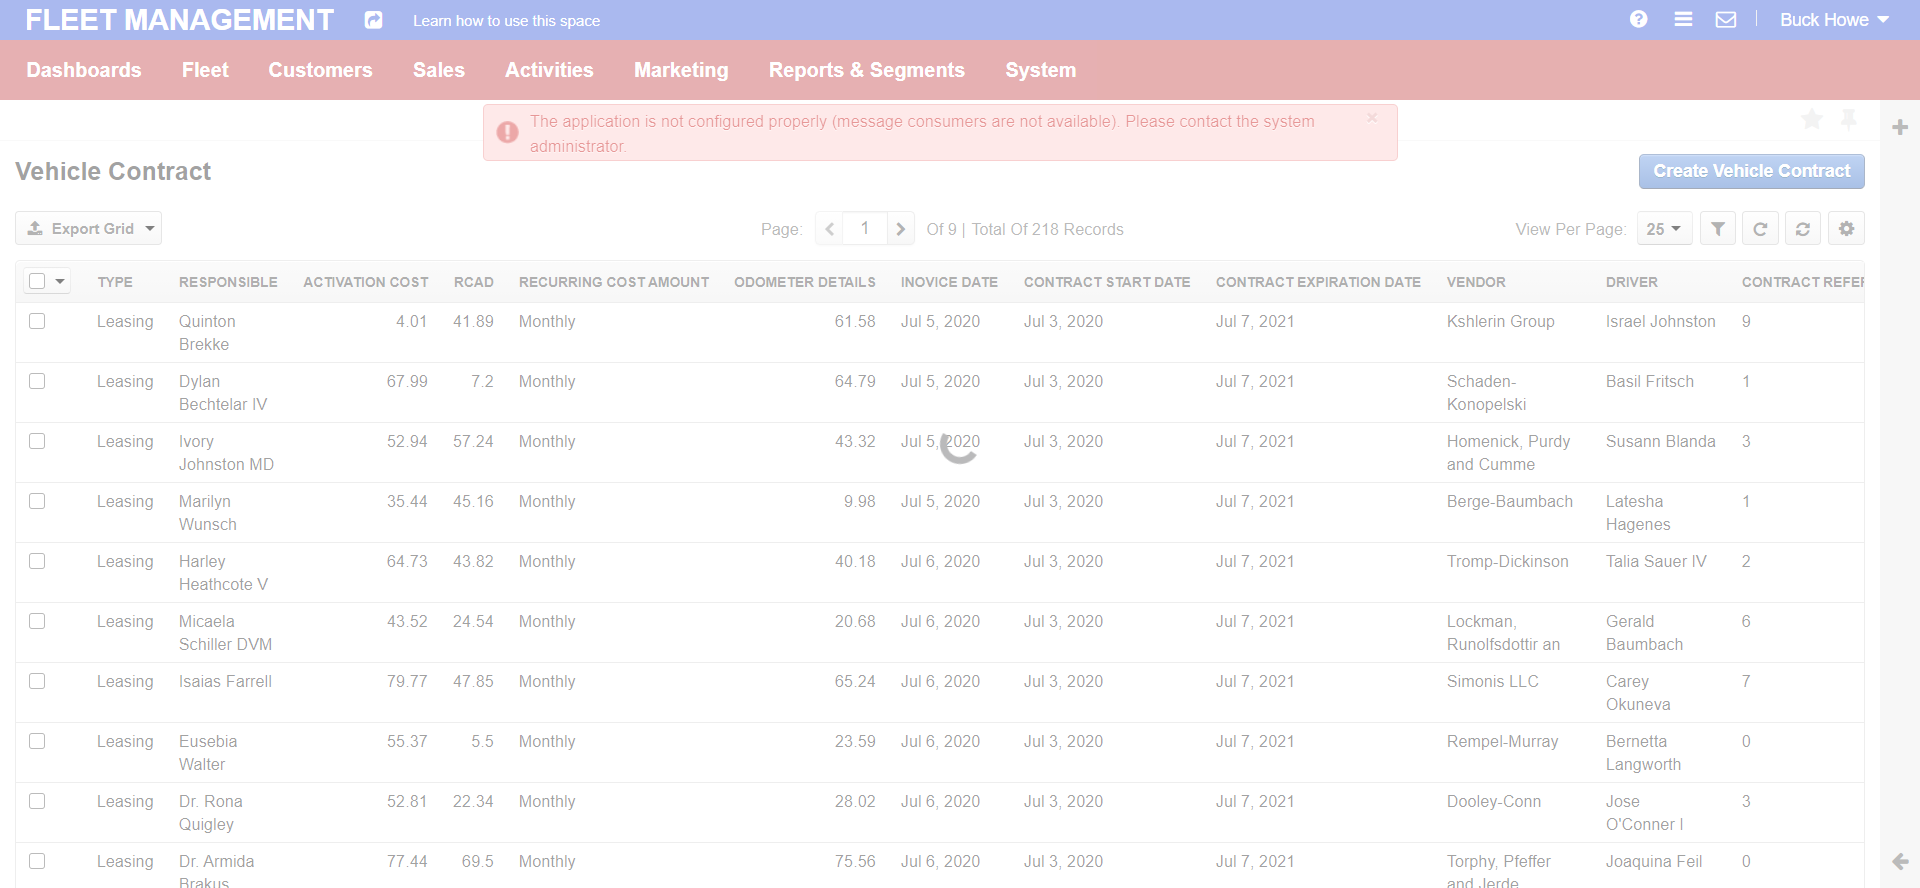 FLEET MANAGEMENT Learn how to use this space Buck Howe
Dashboards Fleet Customers Sales Activities Marketing Reports & Segments System
The application is not configured properly (message consumers are not available). Please contact the system
administrator.
Vehicle Contract Create Vehicle Contract
Export Grid Page: 1 Of 9 | Total Of 218 Records View Per Page: 25
TYPE RESPONSIBLE ACTIVATION COST RCAD RECURRING COST AMOUNT ODOMETER DETAILS INOVICE DATE CONTRACT START DATE CONTRACT EXPIRATION DATE VENDOR DRIVER CONTRACT REFER
Leasing Quinton 4.01 41.89 Monthly 61.58 Jul 5, 2020 Jul 3, 2020 Jul 7, 2021 Kshlerin Group Israel Johnston 9
Brekke
Leasing Dylan 67.99 7.2 Monthly 64.79 Jul 5, 2020 Jul 3, 2020 Jul 7, 2021 Schaden- Basil Fritsch 1
Bechtelar IV Konopelski
Leasing Ivory 52.94 57.24 Monthly 43.32 Jul 5, 2020 Jul 3, 2020 Jul 7, 2021 Homenick, Purdy Susann Blanda 3
Johnston MD and Cumme
Leasing Marilyn 35.44 45.16 Monthly 9.98 Jul 5, 2020 Jul 3, 2020 Jul 7, 2021 Berge-Baumbach Latesha 1
Wunsch Hagenes
Leasing Harley 64.73 43.82 Monthly 40.18 Jul 6, 2020 Jul 3, 2020 Jul 7, 2021 Tromp-Dickinson Talia Sauer IV 2
Heathcote V
Leasing Micaela 43.52 24.54 Monthly 20.68 Jul 6, 2020 Jul 3, 2020 Jul 7, 2021 Lockman, Gerald 6
Schiller DVM Runolfsdottir an Baumbach
Leasing Isaias Farrell 79.77 47.85 Monthly 65.24 Jul 6, 2020 Jul 3, 2020 Jul 7, 2021 Simonis LLC Carey 7
Okuneva
Leasing Eusebia 55.37 5.5 Monthly 23.59 Jul 6, 2020 Jul 3, 2020 Jul 7, 2021 Rempel-Murray Bernetta 0
Walter Langworth
Leasing Dr. Rona 52.81 22.34 Monthly 28.02 Jul 6, 2020 Jul 3, 2020 Jul 7, 2021 Dooley-Conn Jose 3
Quigley O'Conner I
Leasing Dr. Armida 77.44 69.5 Monthly 75.56 Jul 6, 2020 Jul 3, 2020 Jul 7, 2021 Torphy, Pfeffer Joaquina Feil 0
Brakus and Jerde